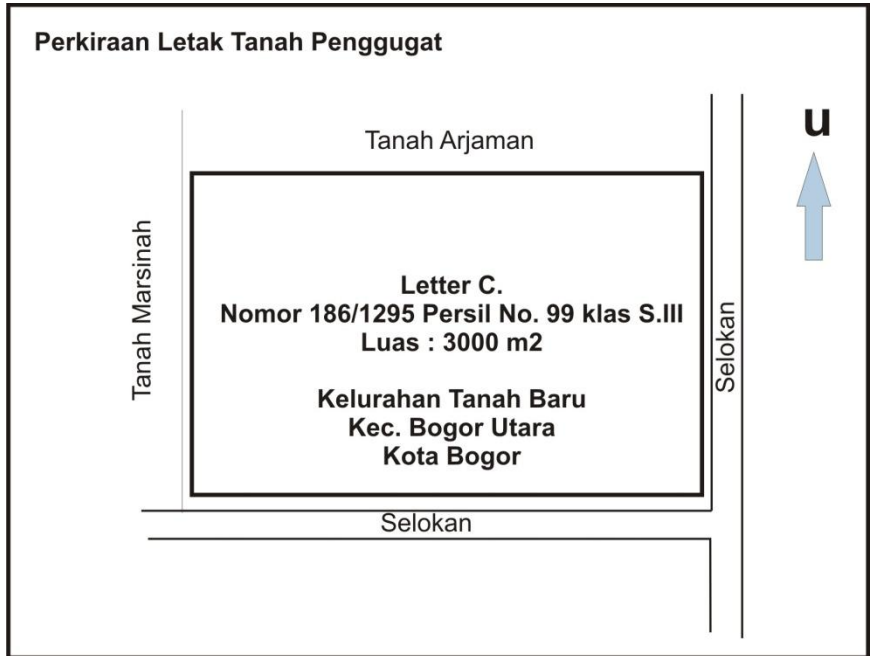 Perkiraan Letak Tanah Penggugat
u
Tanah Arjaman
Tanah Marsinah
Letter C.
Nomor 186/1295 Persil No. 99 klas S.III
Luas : 3000 m2
Kelurahan Tanah Baru
Kec. Bogor Utara
Kota Bogor
Selokan
Selokan